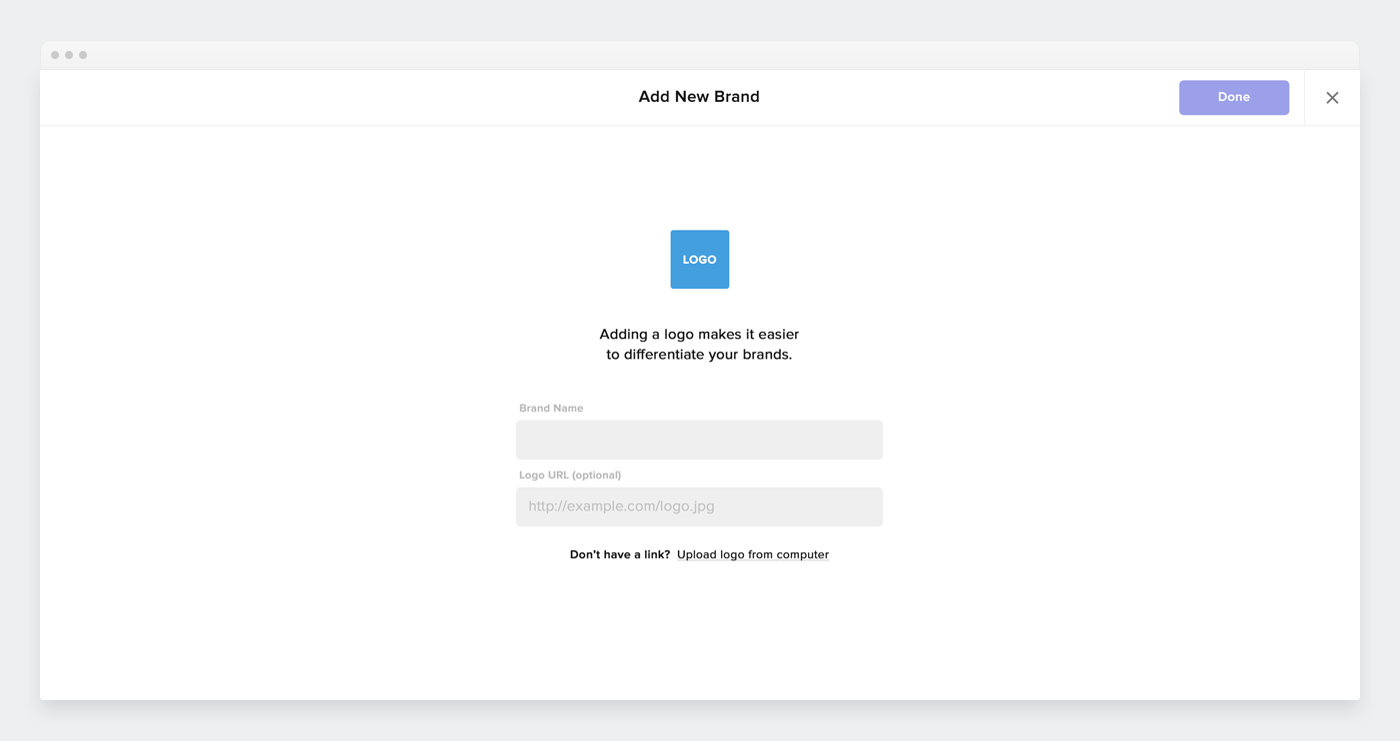 Add New Brand
Done
LOGO
Adding a logo makes it easier
to differentiate your brands.
Brand Name
Logo URL (optional)
http://example.com/logo.jpg
Don't have a link? Upload logo from computer